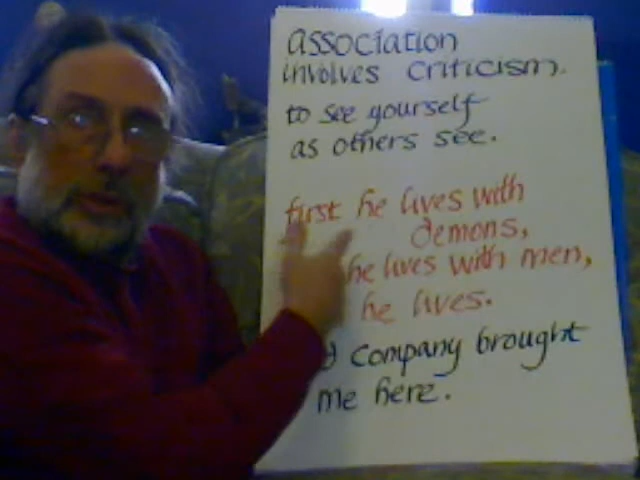 association
involves criticism.
to see yourself
as others see.
first he lives with
demons,
he lives with men,
he lives.
company brought
me here.